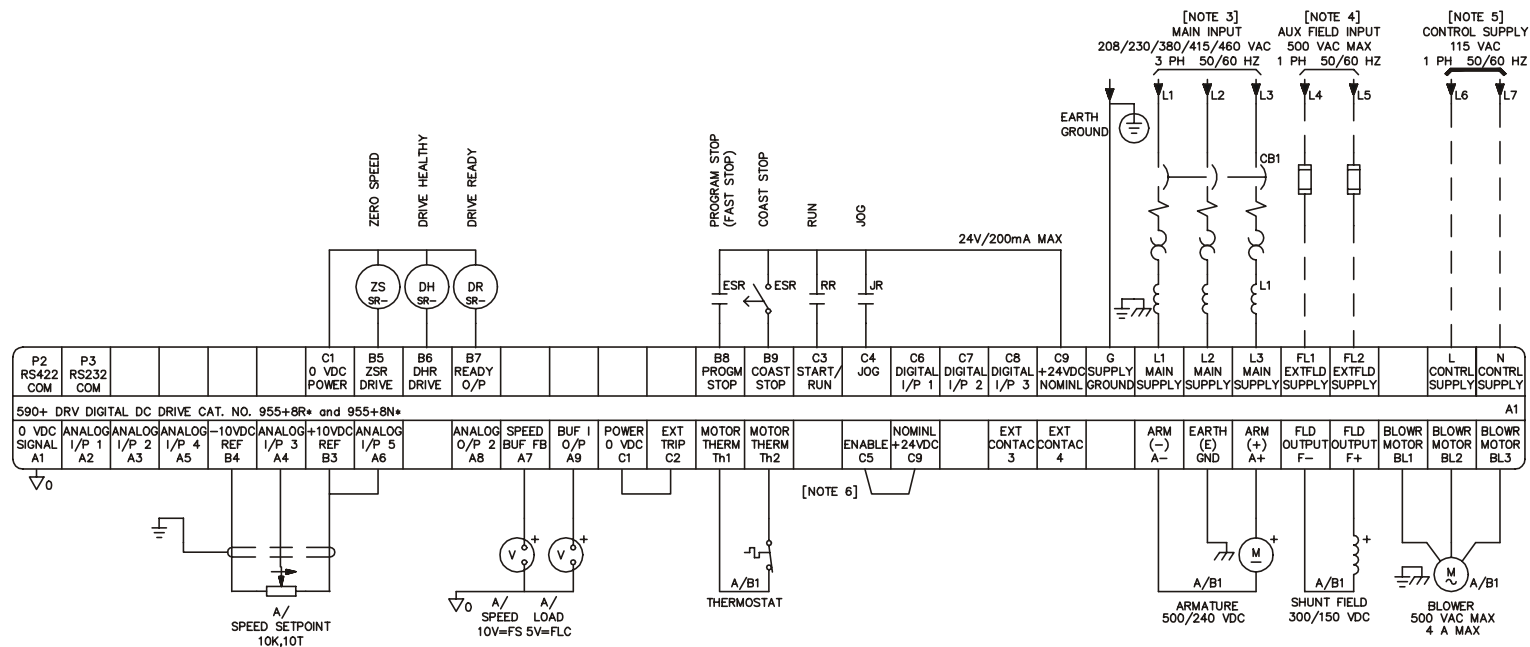 [NOTE 3]
MAIN INPUT
208/230/380/415/460 VAC
3 PH 50/60 HZ
[NOTE 4]
AUX FIELD INPUT
500 VAC MAX
1 PH 50/60 HZ
[NOTE 5]
CONTROL SUPPLY
115 VAC
1 PH 50/60 HZ
L1
L2
L3
L4
L5
L6
L7
EARTH
GROUND
CB1
L1
ZERO SPEED
DRIVE HEALTHY
DRIVE READY
PROGRAM STOP
(FAST STOP)
COAST STOP
RUN
JOG
24V/200mA MAX
ZS
SR-
DH
SR-
DR
SR-
ESR
ESR
RR
JR
P2
RS422
COM
P3
RS232
COM
C1
0 VDC
POWER
B5
ZSR
DRIVE
B6
DHR
DRIVE
B7
READY
O/P
B8
PROGM
STOP
B9
COAST
STOP
C3
START/
RUN
C4
JOG
C6
DIGITAL
I/P 1
C7
DIGITAL
I/P 2
C8
DIGITAL
I/P 3
C9
+24VDC
NOMINL
G
SUPPLY
GROUND
L1
MAIN
SUPPLY
L2
MAIN
SUPPLY
L3
MAIN
SUPPLY
FL1
EXTFLD
SUPPLY
FL2
EXTFLD
SUPPLY
L
CONTRL
SUPPLY
N
CONTRL
SUPPLY
590+ DRV DIGITAL DC DRIVE CAT. NO. 955+8R* and 955+8N*
A1
0 VDC
SIGNAL
A1
ANALOG
I/P 1
A2
ANALOG
I/P 2
A3
ANALOG
I/P 4
A5
-10VDC
REF
B4
ANALOG
I/P 3
A4
+10VDC
REF
B3
ANALOG
I/P 5
A6
ANALOG
O/P 2
A8
SPEED
BUF FB
A7
BUF I
O/P
A9
POWER
0 VDC
C1
EXT
TRIP
C2
MOTOR
THERM
Th1
MOTOR
THERM
Th2
ENABLE
C5
NOMINL
+24VDC
C9
EXT
CONTAC
3
EXT
CONTAC
4
ARM
(-)
A-
EARTH
(E)
GND
ARM
(+)
A+
FLD
OUTPUT
F-
FLD
OUTPUT
F+
BLOWR
MOTOR
BL1
BLOWR
MOTOR
BL2
BLOWR
MOTOR
BL3
0
[NOTE 6]
V
+
V
+
0
M
+
+
M
A/
SPEED SETPOINT
10K,10T
A/
SPEED
10V=FS
A/
LOAD
5V=FLC
A/B1
THERMOSTAT
A/B1
ARMATURE
500/240 VDC
A/B1
SHUNT FIELD
300/150 VDC
A/B1
BLOWER
500 VAC MAX
4 A MAX